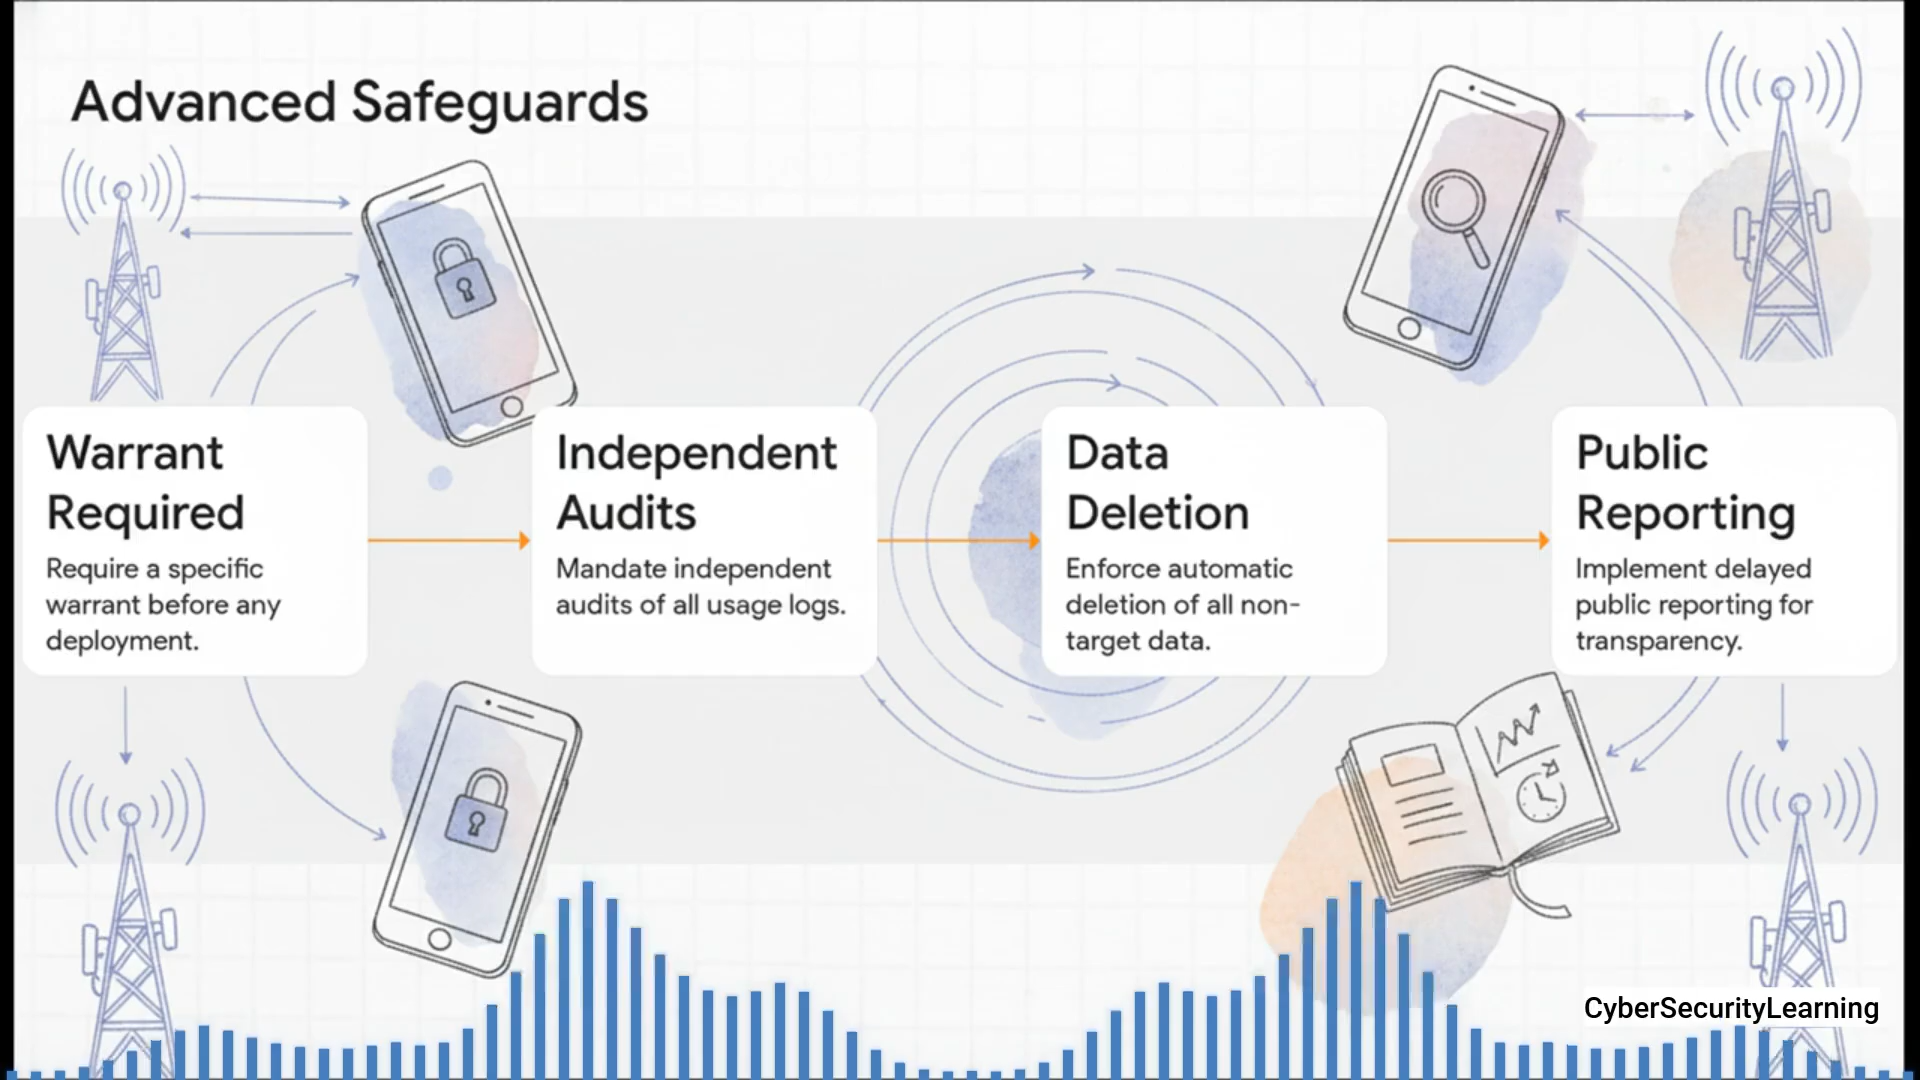 Advanced Safeguards
Warrant
Required
Require a specific
warrant before any
deployment.
Independent
Audits
Mandate independent
audits of all usage logs.
Data
Deletion
Enforce automatic
deletion of all non-
target data.
Public
Reporting
Implement delayed
public reporting for
transparency.
CyberSecurityLearning